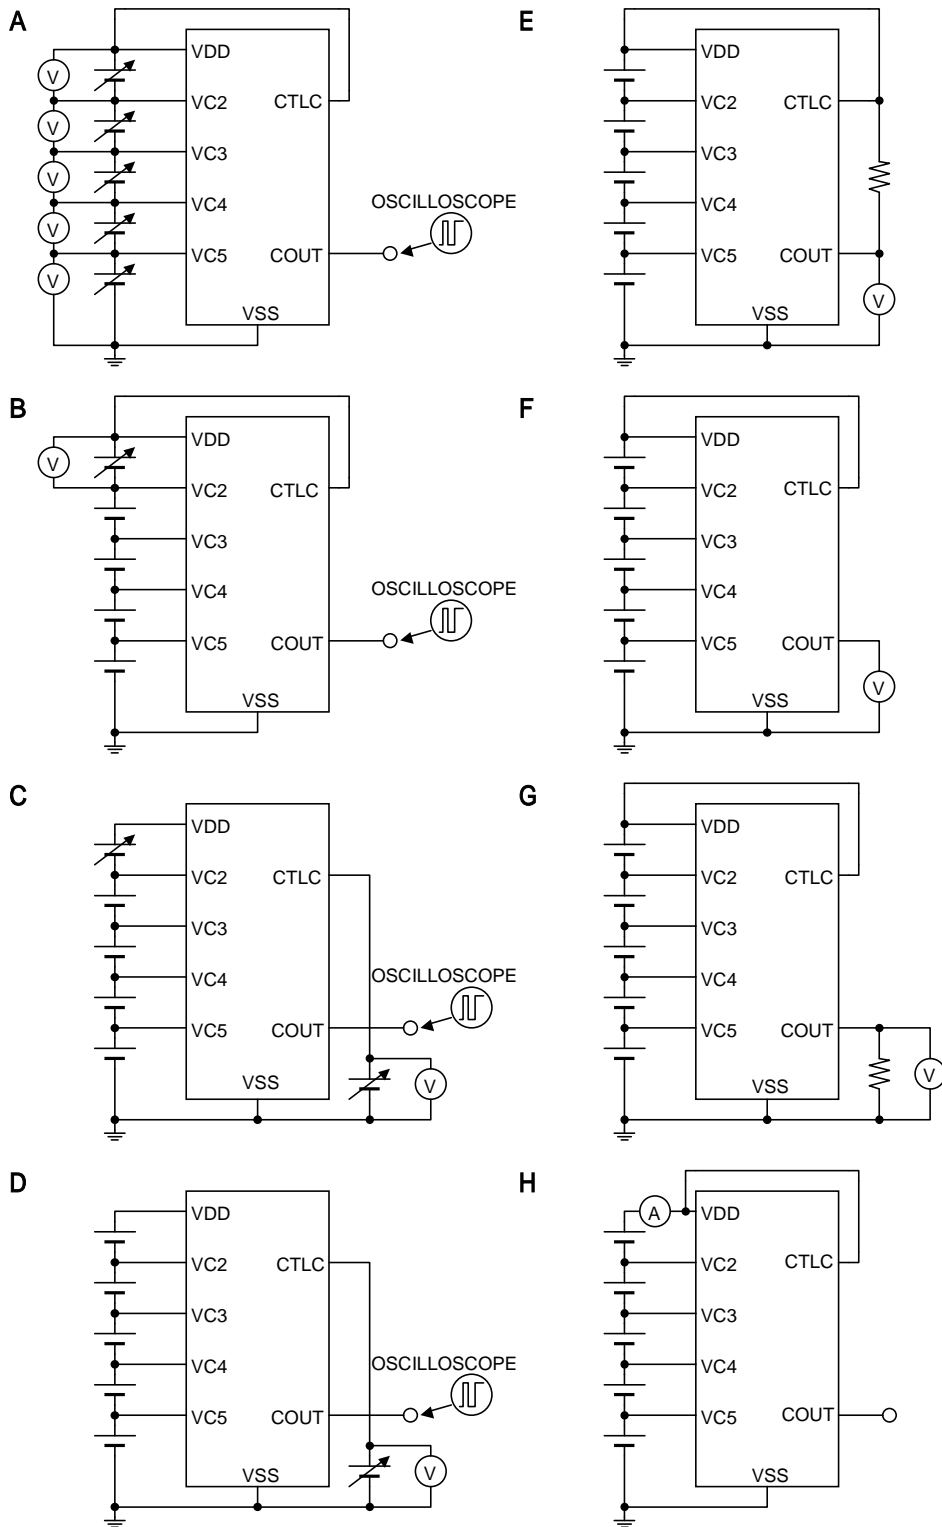 A
VDD
V
VC2
CTLC
V
VC3
V
VC4
OSCILLOSCOPE
V
VC5
COUT
V
VSS
B
VDD
V
VC2
CTLC
VC3
VC4
OSCILLOSCOPE
VC5
COUT
VSS
C
VDD
VC2
CTLC
VC3
VC4
OSCILLOSCOPE
VC5
COUT
VSS
V
D
VDD
VC2
CTLC
VC3
VC4
OSCILLOSCOPE
VC5
COUT
VSS
V
E
VDD
VC2
CTLC
VC3
VC4
VC5
COUT
VSS
V
F
VDD
VC2
CTLC
VC3
VC4
VC5
COUT
VSS
V
G
VDD
VC2
CTLC
VC3
VC4
VC5
COUT
VSS
V
H
A
VDD
VC2
CTLC
VC3
VC4
VC5
COUT
VSS